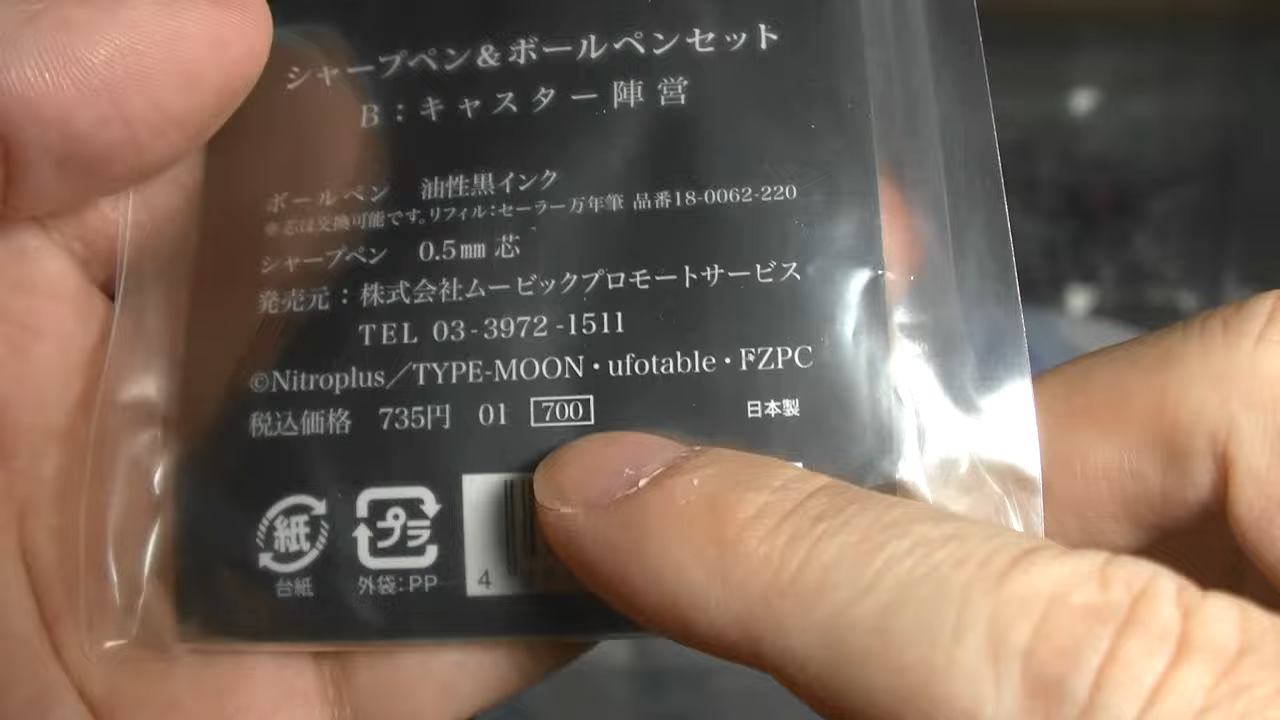 シャープペン&ボールペンセット
B:キャスター陣営
ボールペン 油性黒インク
※芯は交換可能です。リフィル:セーラー万年筆 品番18-0062-220
シャープペン 0.5㎜ 芯
発売元:株式会社ムービックプロモートサービス
TEL 03-3972-1511
©Nitroplus/TYPE-MOON・ufotable・FZPC
税込価格 735円 01 700 日本製
紙 プラ
台紙 外袋:PP
4